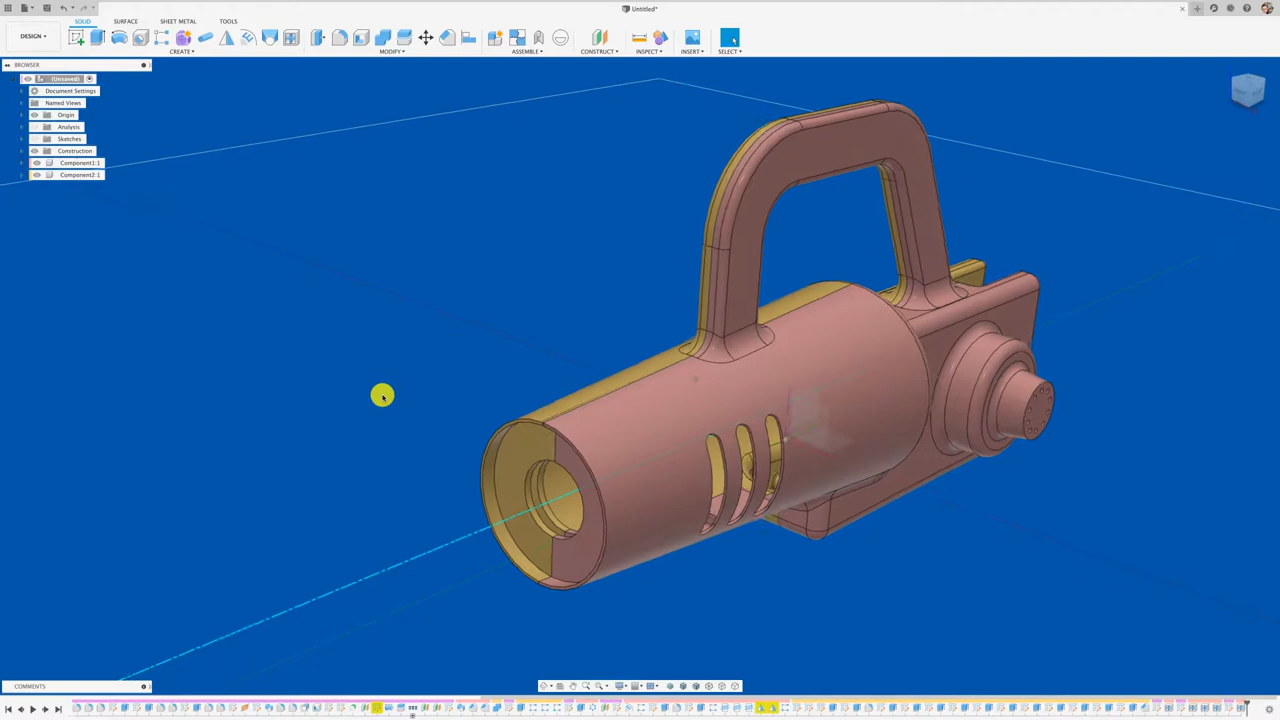 Untitled*
SOLID SURFACE SHEET METAL TOOLS
DESIGN
CREATE MODIFY ASSEMBLE CONSTRUCT INSPECT INSERT SELECT
BROWSER
(Unsaved)
Document Settings
Named Views
Origin
Analysis
Sketches
Construction
Component1:1
Component2:1
COMMENTS